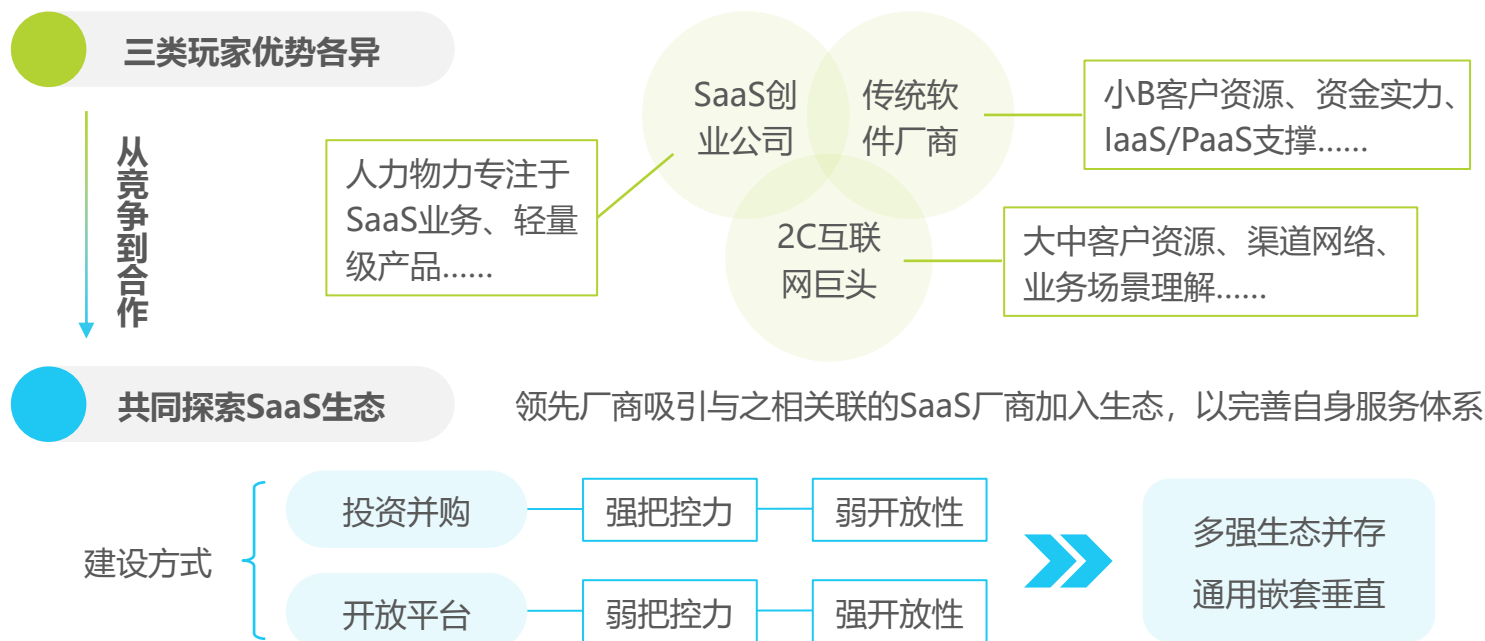 三类玩家优势各异
从竞争到合作
SaaS创
业公司
传统软
件厂商
小B客户资源、资金实力、
IaaS/PaaS支撑......
人力物力专注于
SaaS业务、轻量
级产品......
2C互联
网巨头
大中客户资源、渠道网络、
业务场景理解......
共同探索SaaS生态
领先厂商吸引与之相关联的SaaS厂商加入生态，以完善自身服务体系
建设方式
投资并购
强把控力
弱开放性
开放平台
弱把控力
强开放性
多强生态并存
通用嵌套垂直